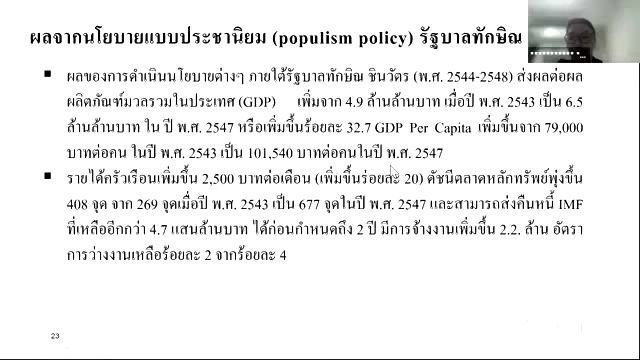 ผลจากนโยบายแบบประชานิยม (populism policy) รัฐบาลทักษิณ
ผลของการดำเนินนโยบายต่างๆ ภายใต้รัฐบาลทักษิณ ชินวัตร (พ.ศ. 2544-2548) ส่งผลต่อผล
ผลิตภัณฑ์มวลรวมในประเทศ (GDP) เพิ่มจาก 4.9 ล้านล้านบาท เมื่อปี พ.ศ. 2543 เป็น 6.5
ล้านล้านบาท ใน ปี พ.ศ. 2547 หรือเพิ่มขึ้นร้อยละ 32.7 GDP Per Capita เพิ่มขึ้นจาก 79,000
บาทต่อคน ในปี พ.ศ. 2543 เป็น 101,540 บาทต่อคนในปี พ.ศ. 2547
รายได้ครัวเรือนเพิ่มขึ้น 2,500 บาทต่อเดือน (เพิ่มขึ้นร้อยละ 20) ดัชนีตลาดหลักทรัพย์พุ่งขึ้น
408 จุด จาก 269 จุดเมื่อปี พ.ศ. 2543 เป็น 677 จุดในปี พ.ศ. 2547 และสามารถส่งคืนหนี้ IMF
ที่เหลืออีกกว่า 4.7 แสนล้านบาท ได้ก่อนกำหนดถึง 2 ปี มีการจ้างงานเพิ่มขึ้น 2.2. ล้าน อัตรา
การว่างงานเหลือร้อยละ 2 จากร้อยละ 4
23